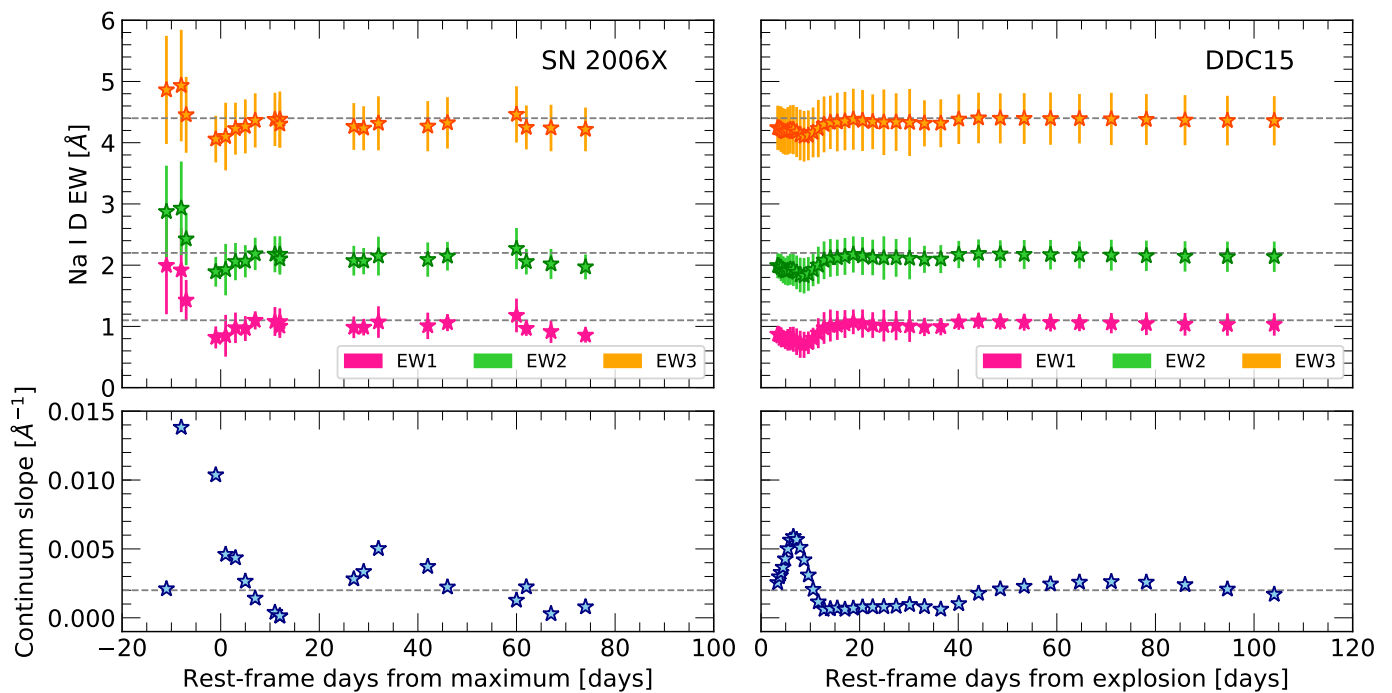 SN 2006X
DDC15
Na I D EW [Å]
6
5
4
3
2
1
0
EW1 EW2 EW3
EW1 EW2 EW3
Continuum slope [Å⁻¹]
0.015
0.010
0.005
0.000
−20 0 20 40 60 80 100
0 20 40 60 80 100 120
Rest-frame days from maximum [days]
Rest-frame days from explosion [days]